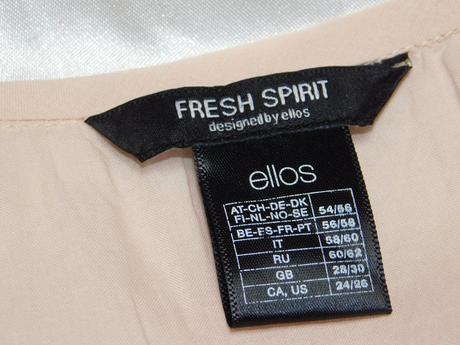 FRESH SPIRIT
designed by ellos
ellos
AT-CH-DE-DK
FI-NL-NO-SE 54/56
BE-ES-FR-PT 56/58
IT 58/60
RU 60/62
GB 28/30
CA, US 24/26